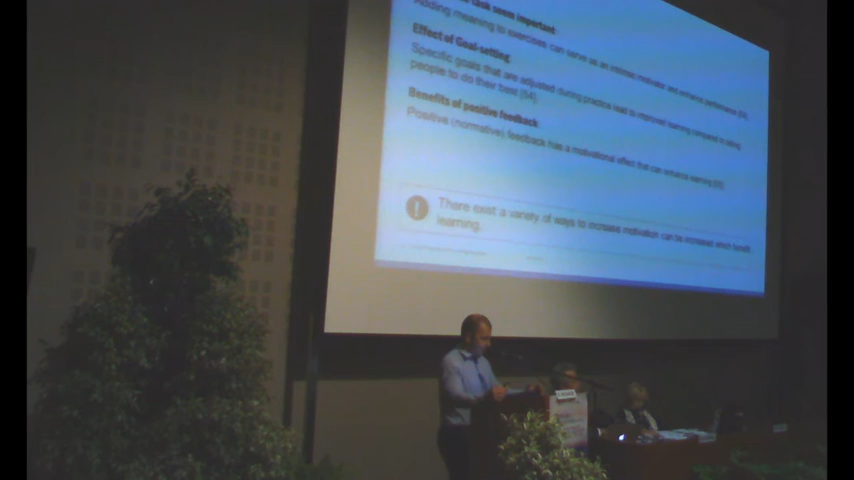 task seem important
Adding meaning to exercises can serve as an intrinsic motivator and enhance performance
Effect of Goal-setting
Specific goals that are adjusted during practice lead to improved learning compared to telling
people to do their best [64].
Benefits of positive feedback
Positive (normative) feedback has a motivational effect that can enhance learning
!
There exist a variety of ways to increase motivation can be increased which benefit
learning.